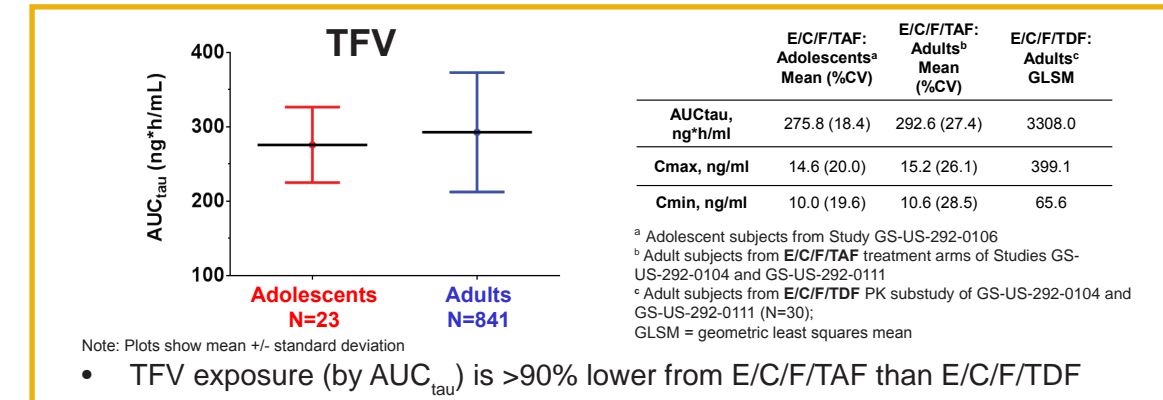 TFV
AUCtau (ng*h/mL)
400
300
200
100
Adolescents
N=23
Adults
N=841
Note: Plots show mean +/- standard deviation
E/C/F/TAF: Adolescentsᵃ Mean (%CV)
E/C/F/TAF: Adultsᵇ Mean (%CV)
E/C/F/TDF: Adultsᶜ GLSM
AUCtau, ng*h/ml 275.8 (18.4) 292.6 (27.4) 3308.0
Cmax, ng/ml 14.6 (20.0) 15.2 (26.1) 399.1
Cmin, ng/ml 10.0 (19.6) 10.6 (28.5) 65.6
ᵃ Adolescent subjects from Study GS-US-292-0106
ᵇ Adult subjects from E/C/F/TAF treatment arms of Studies GS-
US-292-0104 and GS-US-292-0111
ᶜ Adult subjects from E/C/F/TDF PK substudy of GS-US-292-0104 and
GS-US-292-0111 (N=30);
GLSM = geometric least squares mean
• TFV exposure (by AUCtau) is >90% lower from E/C/F/TAF than E/C/F/TDF